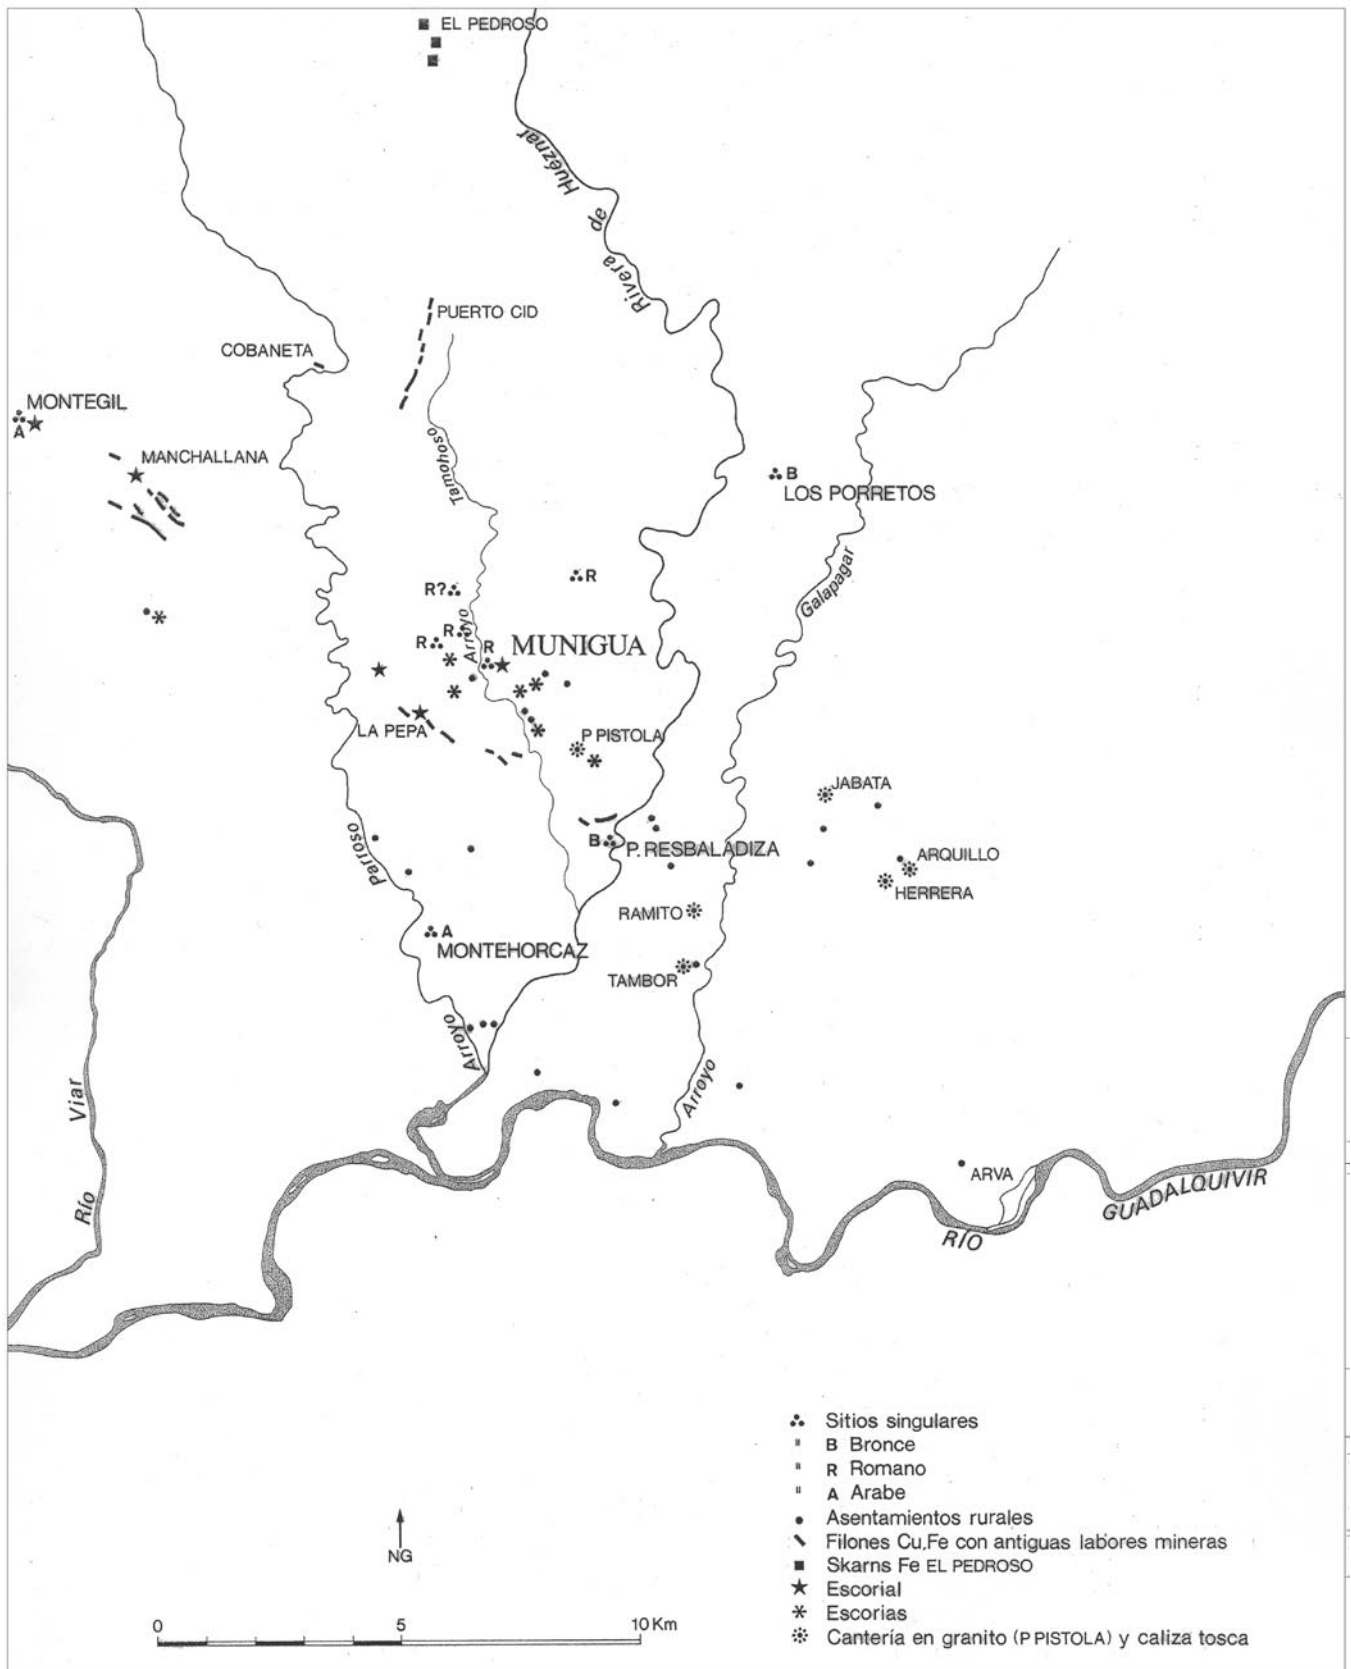 EL PEDROSO
Rivera de Huéznar
PUERTO CID
COBANETA
MONTEGIL
A
MANCHALLANA
Tamohoso
B
LOS PORRETOS
Galapagar
R?
R
R
R
Arroyo
R
MUNIGUA
LA PEPA
P PISTOLA
JABATA
Parroso
B
P. RESBALADIZA
ARQUILLO
HERRERA
RAMITO
A
MONTEHORCAZ
TAMBOR
Arroyo
Arroyo
Río Viar
ARVA
RÍO GUADALQUIVIR
Sitios singulares
" B Bronce
" R Romano
" A Arabe
Asentamientos rurales
Filones Cu,Fe con antiguas labores mineras
Skarns Fe EL PEDROSO
Escorial
Escorias
Cantería en granito (P PISTOLA) y caliza tosca
NG
0 5 10 Km